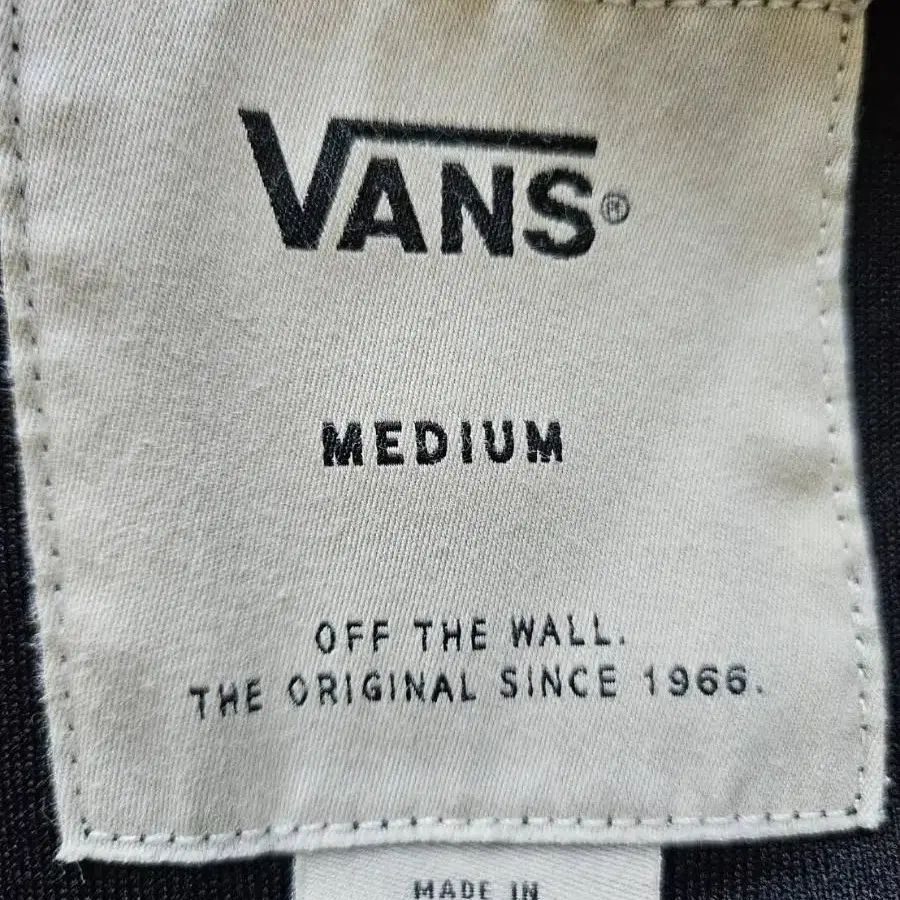 VANS®
MEDIUM
OFF THE WALL.
THE ORIGINAL SINCE 1966.
MADE IN